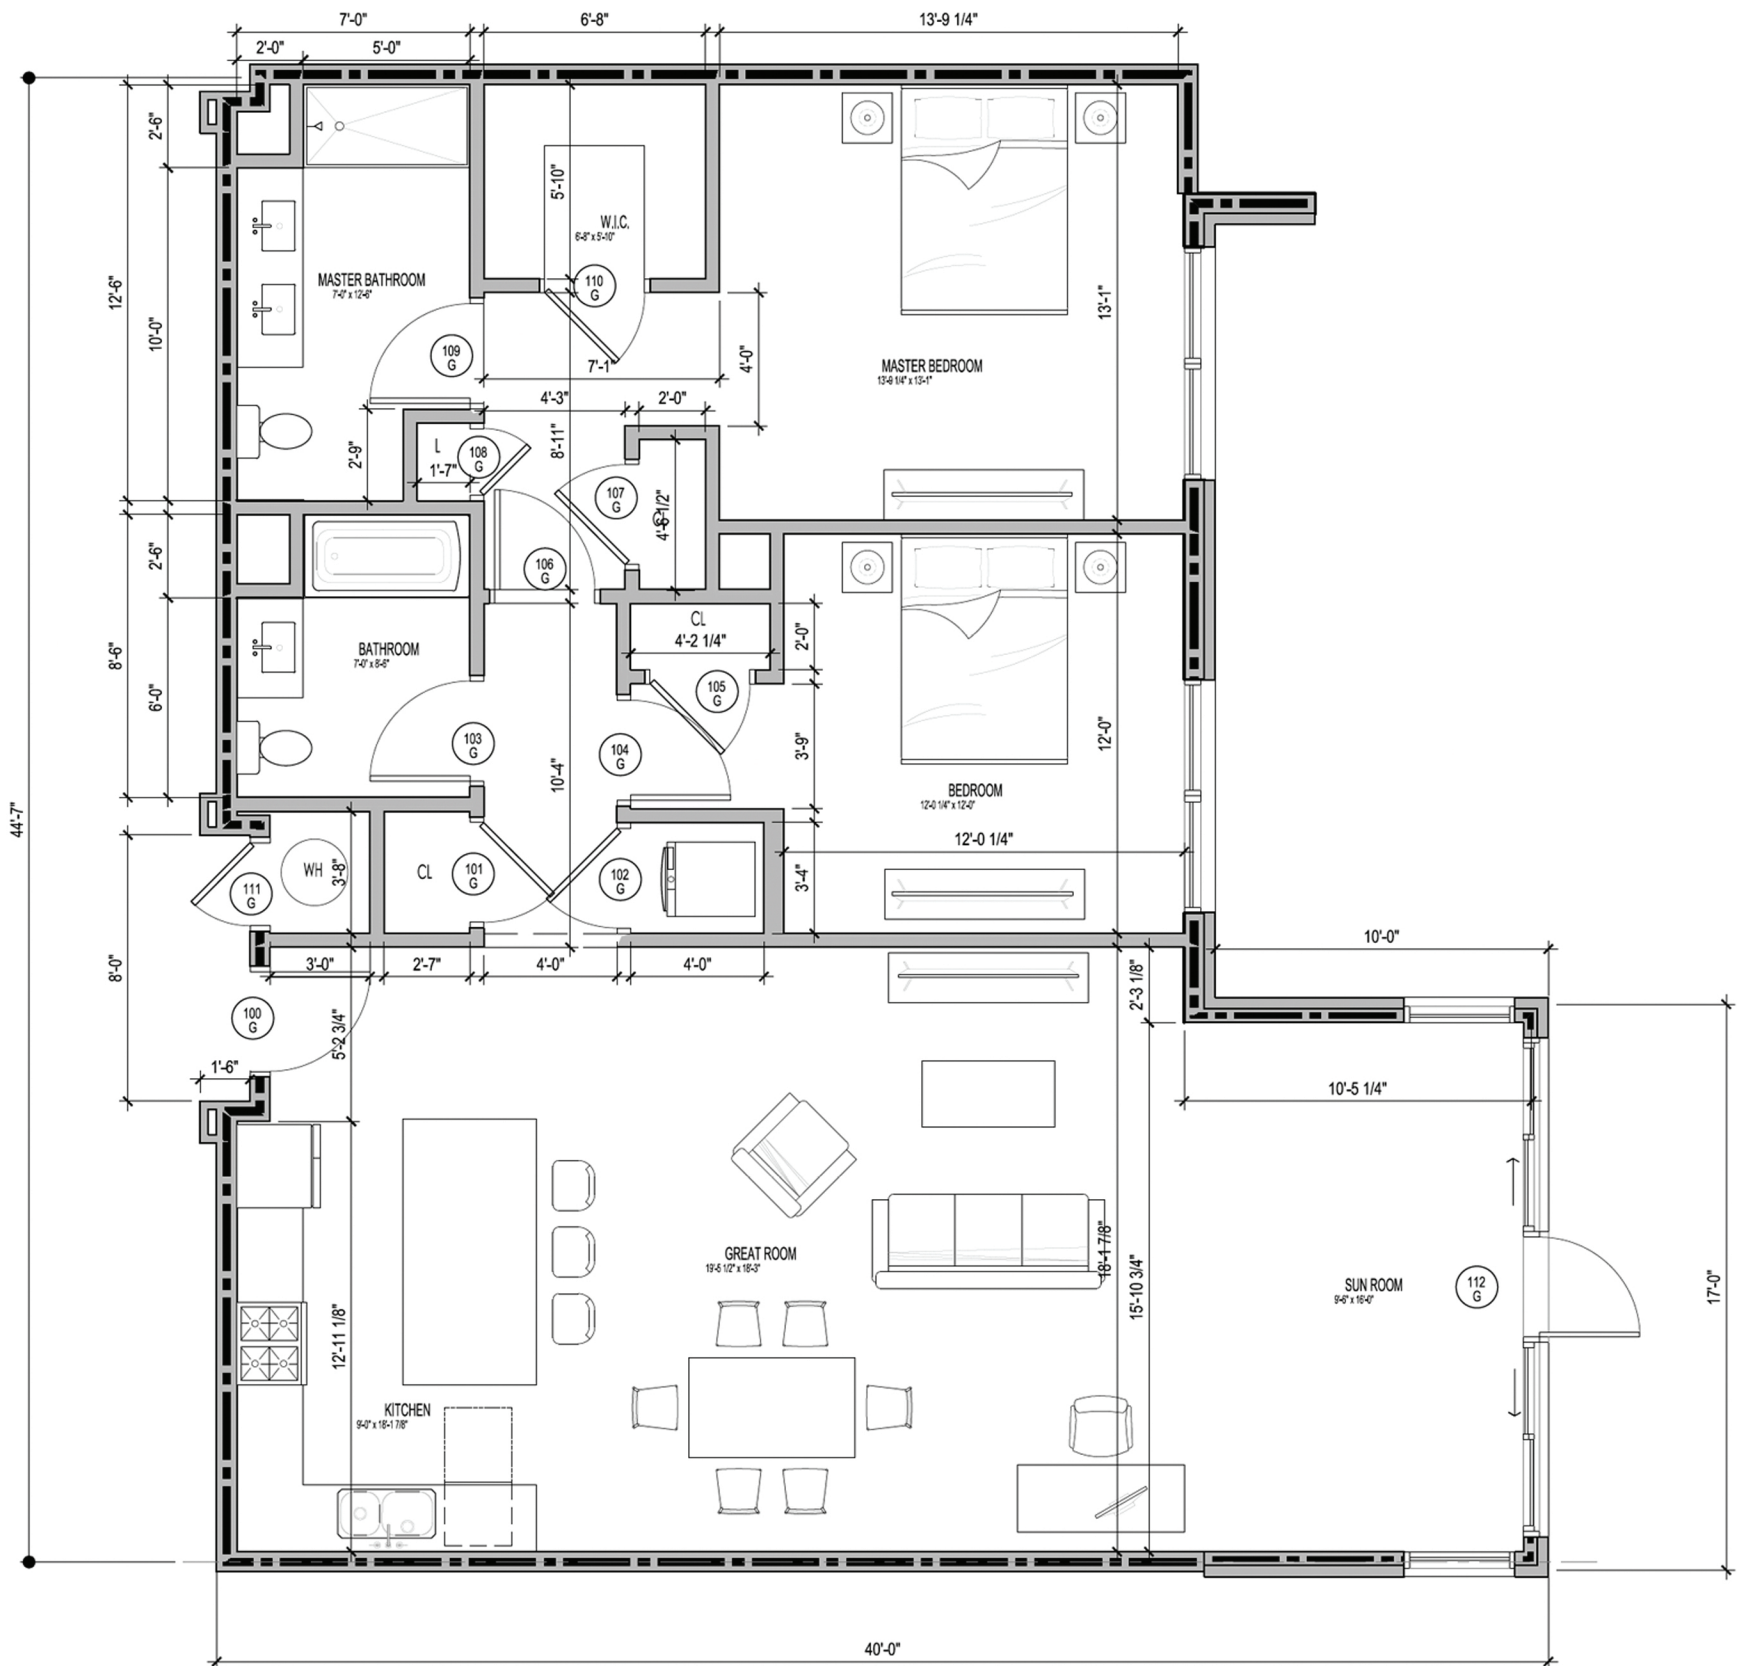 7'-0"
6'-8"
13'-9 1/4"
2'-0"
5'-0"
2'-6"
5'-10"
W.I.C.
6'-8" x 5'-10"
MASTER BATHROOM
7'-0" x 12'-6"
110
G
12'-6"
10'-0"
13'-1"
109
G
7'-1"
4'-0"
MASTER BEDROOM
13'-9 1/4" x 13'-1"
4'-3"
2'-0"
L
108
G
8'-11"
2'-9"
1'-7"
107
G
4'-6 1/2"
2'-6"
106
G
CL
4'-2 1/4"
2'-0"
BATHROOM
7'-0" x 8'-6"
8'-6"
6'-0"
105
G
103
G
104
G
3'-9"
12'-0"
10'-4"
BEDROOM
12'-0 1/4" x 12'-0"
44'-7"
12'-0 1/4"
WH
3'-8"
CL
101
G
102
G
3'-4"
111
G
10'-0"
8'-0"
3'-0"
2'-7"
4'-0"
4'-0"
2'-3 1/8"
100
G
5'-2 3/4"
1'-6"
10'-5 1/4"
18'-1 7/8"
GREAT ROOM
19'-5 1/2" x 18'-3"
15'-10 3/4"
SUN ROOM
9'-6" x 16'-0"
112
G
17'-0"
12'-11 1/8"
KITCHEN
9'-0" x 18'-1 7/8"
40'-0"